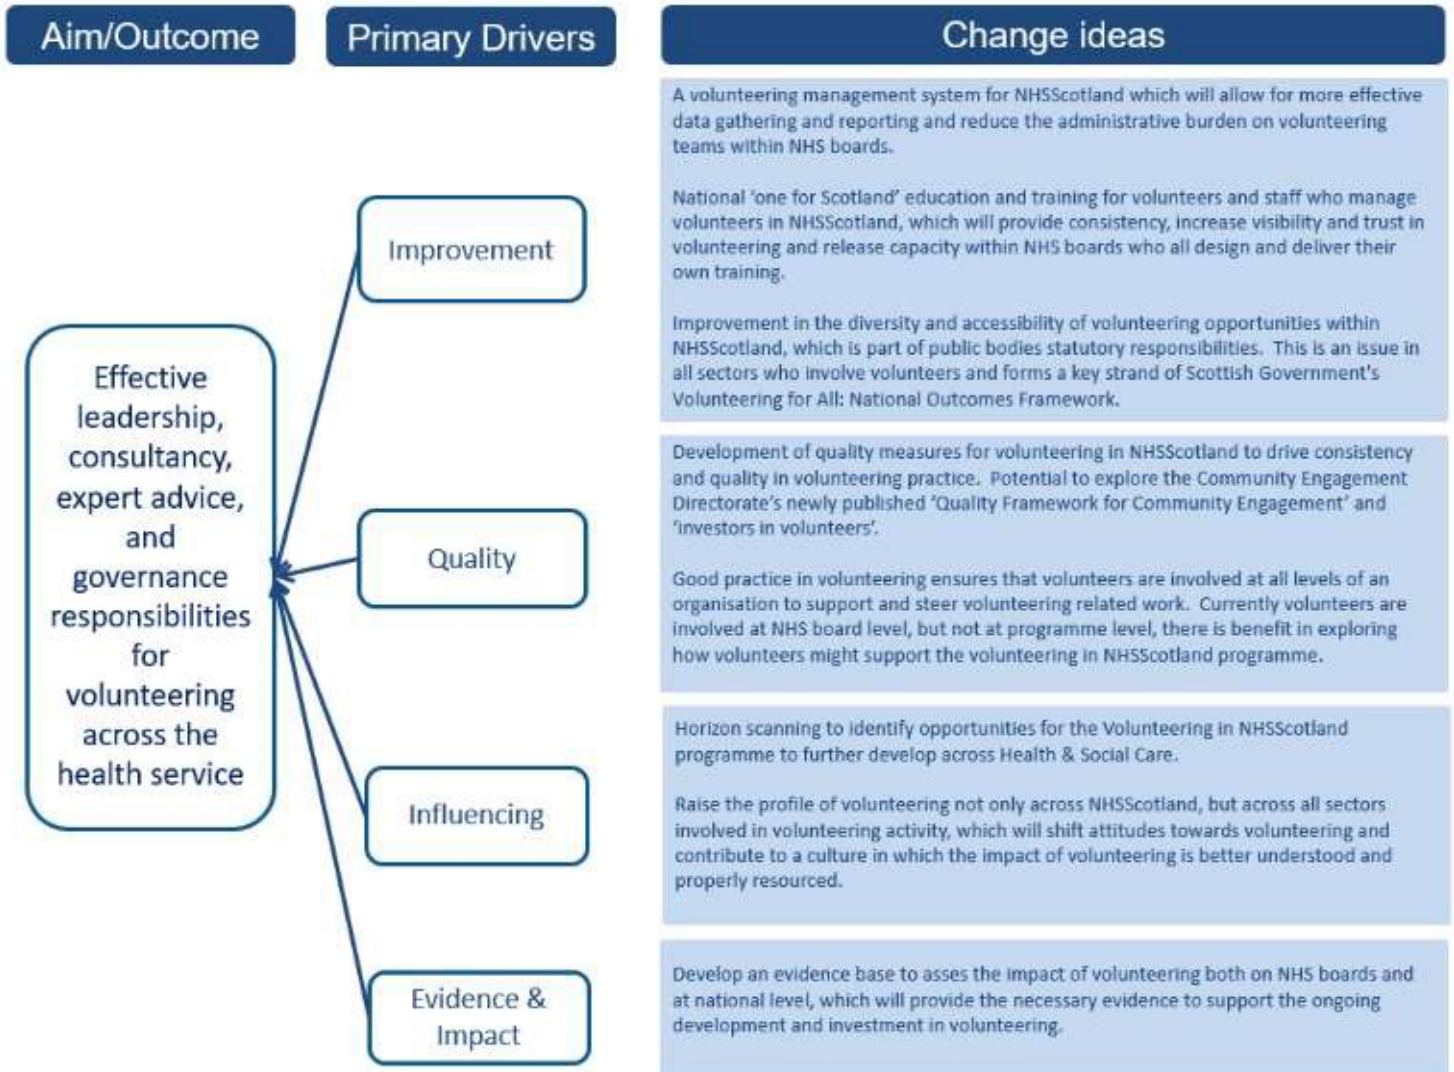 Aim/Outcome
Primary Drivers
Change ideas
Effective
leadership,
consultancy,
expert advice,
and
governance
responsibilities
for
volunteering
across the
health service
Improvement
A volunteering management system for NHSScotland which will allow for more effective
data gathering and reporting and reduce the administrative burden on volunteering
teams within NHS boards.
National ‘one for Scotland’ education and training for volunteers and staff who manage
volunteers in NHSScotland, which will provide consistency, increase visibility and trust in
volunteering and release capacity within NHS boards who all design and deliver their
own training.
Improvement in the diversity and accessibility of volunteering opportunities within
NHSScotland, which is part of public bodies statutory responsibilities. This is an issue in
all sectors who involve volunteers and forms a key strand of Scottish Government's
Volunteering for All: National Outcomes Framework.
Quality
Development of quality measures for volunteering in NHSScotland to drive consistency
and quality in volunteering practice. Potential to explore the Community Engagement
Directorate’s newly published ‘Quality Framework for Community Engagement’ and
‘investors in volunteers’.
Good practice in volunteering ensures that volunteers are involved at all levels of an
organisation to support and steer volunteering related work. Currently volunteers are
involved at NHS board level, but not at programme level, there is benefit in exploring
how volunteers might support the volunteering in NHSScotland programme.
Influencing
Horizon scanning to identify opportunities for the Volunteering in NHSScotland
programme to further develop across Health & Social Care.
Raise the profile of volunteering not only across NHSScotland, but across all sectors
involved in volunteering activity, which will shift attitudes towards volunteering and
contribute to a culture in which the impact of volunteering is better understood and
properly resourced.
Evidence &
Impact
Develop an evidence base to asses the impact of volunteering both on NHS boards and
at national level, which will provide the necessary evidence to support the ongoing
development and investment in volunteering.